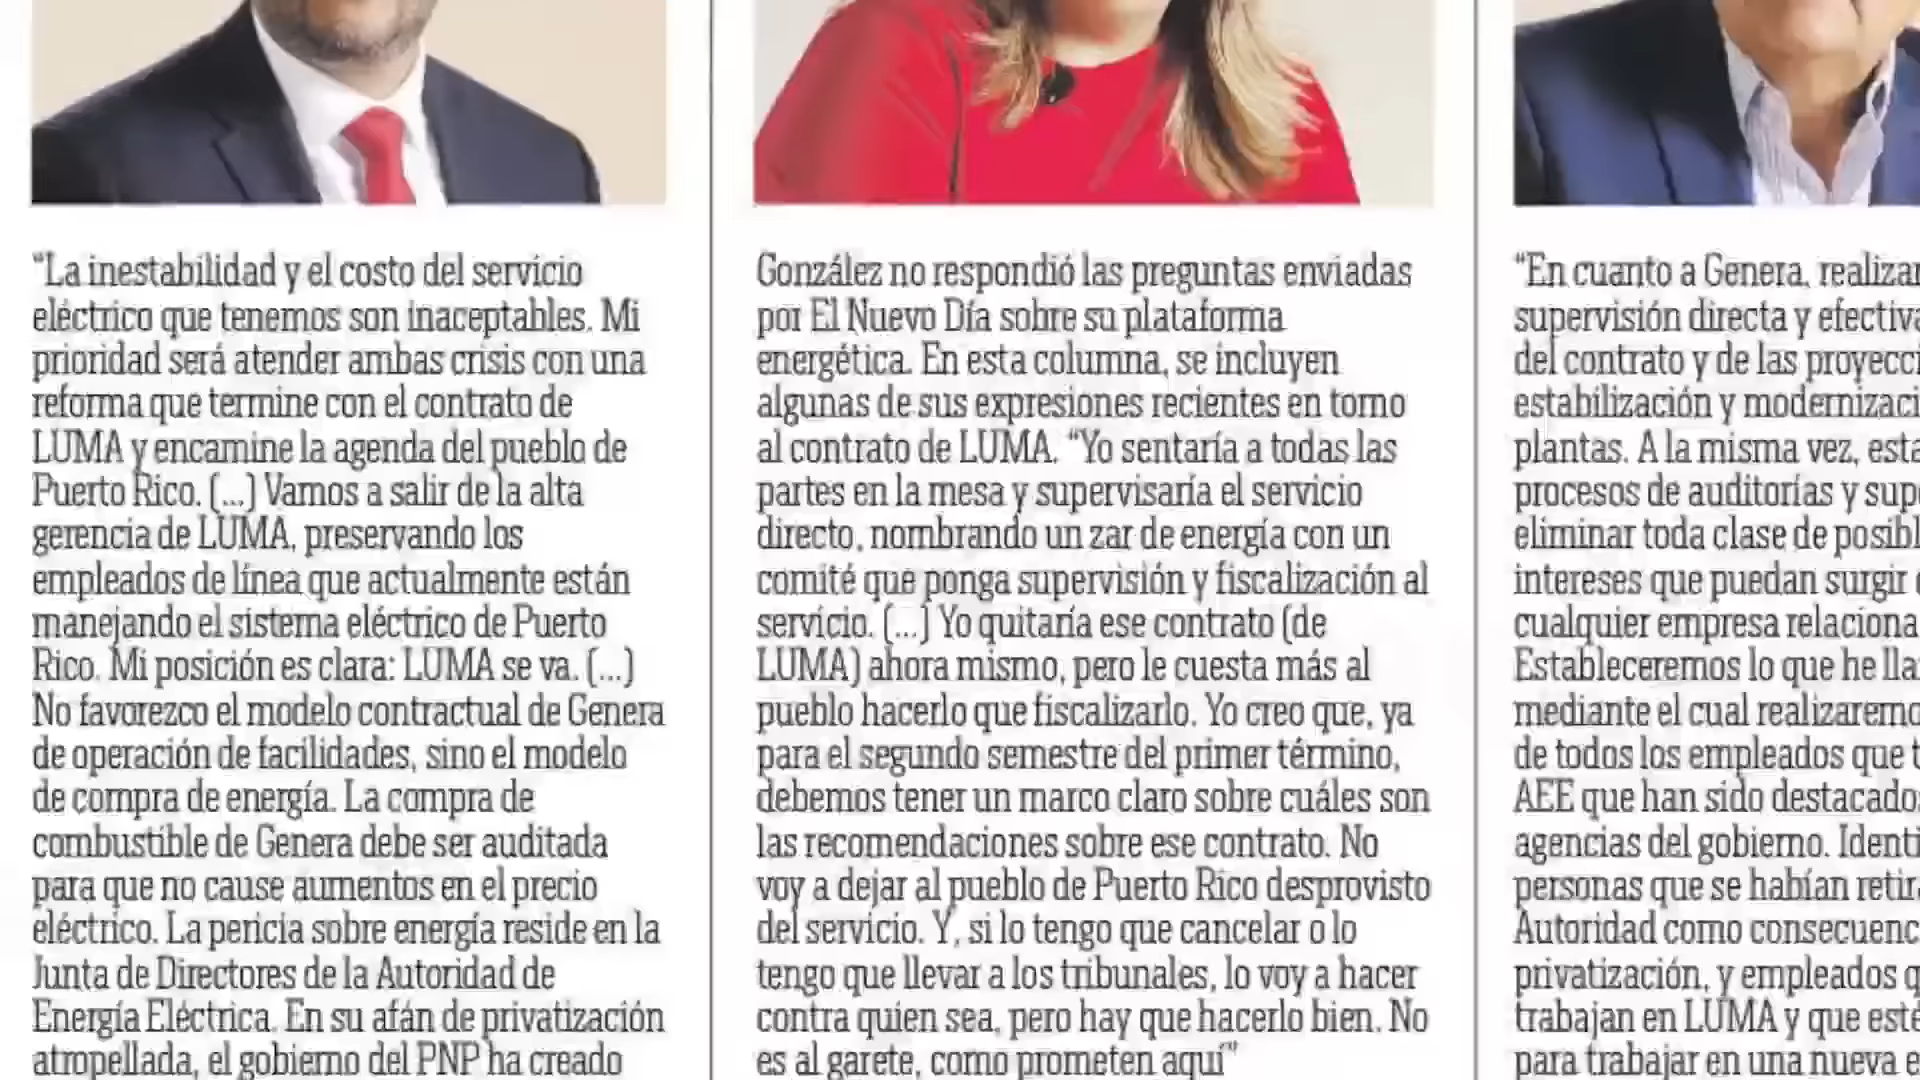 “La inestabilidad y el costo del servicio
eléctrico que tenemos son inaceptables. Mi
prioridad será atender ambas crisis con una
reforma que termine con el contrato de
LUMA y encamine la agenda del pueblo de
Puerto Rico. (...) Vamos a salir de la alta
gerencia de LUMA, preservando los
empleados de línea que actualmente están
manejando el sistema eléctrico de Puerto
Rico. Mi posición es clara: LUMA se va. (...)
No favorezco el modelo contractual de Genera
de operación de facilidades, sino el modelo
de compra de energía. La compra de
combustible de Genera debe ser auditada
para que no cause aumentos en el precio
eléctrico. La pericia sobre energía reside en la
Junta de Directores de la Autoridad de
Energía Eléctrica. En su afán de privatización
atropellada, el gobierno del PNP ha creado
González no respondió las preguntas enviadas
por El Nuevo Día sobre su plataforma
energética. En esta columna, se incluyen
algunas de sus expresiones recientes en torno
al contrato de LUMA. “Yo sentaría a todas las
partes en la mesa y supervisaría el servicio
directo, nombrando un zar de energía con un
comité que ponga supervisión y fiscalización al
servicio. (...) Yo quitaría ese contrato (de
LUMA) ahora mismo, pero le cuesta más al
pueblo hacerlo que fiscalizarlo. Yo creo que, ya
para el segundo semestre del primer término,
debemos tener un marco claro sobre cuáles son
las recomendaciones sobre ese contrato. No
voy a dejar al pueblo de Puerto Rico desprovisto
del servicio. Y, si lo tengo que cancelar o lo
tengo que llevar a los tribunales, lo voy a hacer
contra quien sea, pero hay que hacerlo bien. No
es al garete, como prometen aquí”
“En cuanto a Genera, realizar
supervisión directa y efectiva
del contrato y de las proyecci
estabilización y modernizaci
plantas. A la misma vez, esta
procesos de auditorías y sup
eliminar toda clase de posibl
intereses que puedan surgir
cualquier empresa relaciona
Estableceremos lo que he lla
mediante el cual realizaremo
de todos los empleados que
AEE que han sido destacado
agencias del gobierno. Identi
personas que se habían retir
Autoridad como consecuenc
privatización, y empleados q
trabajan en LUMA y que esté
para trabajar en una nueva e